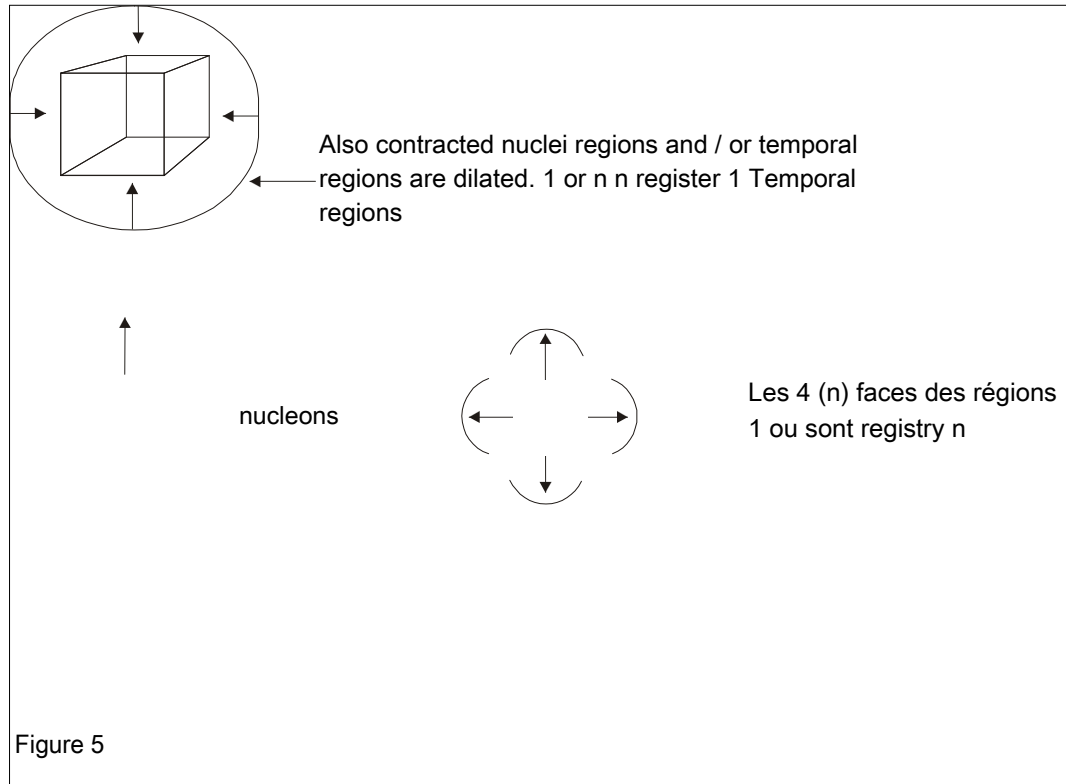 Also contracted nuclei regions and / or temporal
regions are dilated. 1 or n n register 1 Temporal
regions
nucleons
Les 4 (n) faces des régions
1 ou sont registry n
Figure 5